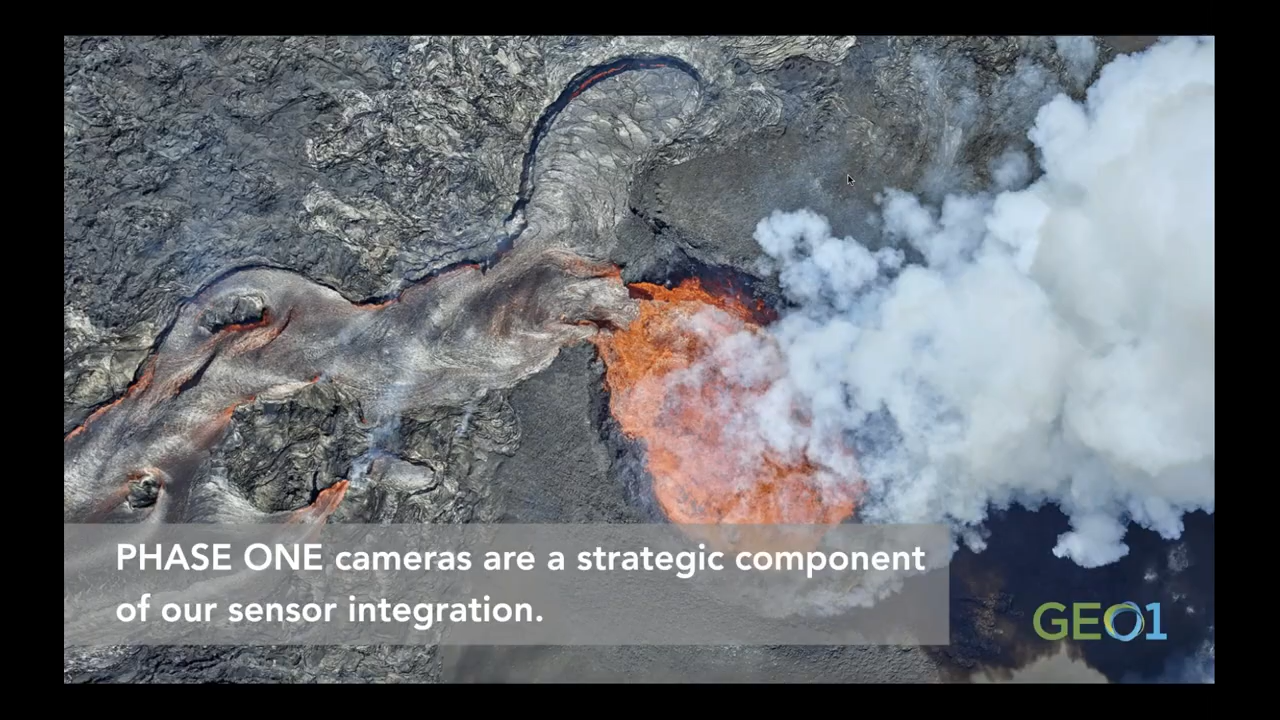 PHASE ONE cameras are a strategic component
of our sensor integration.
GEO1